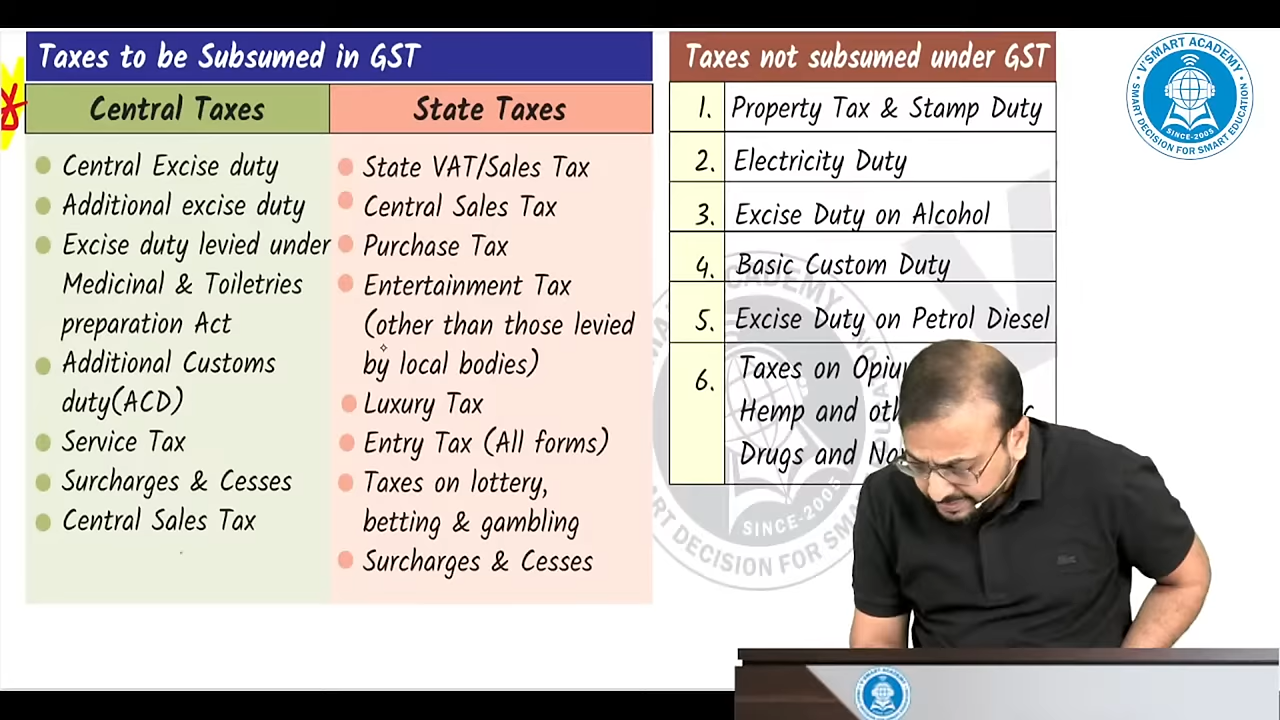 Taxes to be Subsumed in GST
Central Taxes
Central Excise duty
Additional excise duty
Excise duty levied under
Medicinal & Toiletries
preparation Act
Additional Customs
duty(ACD)
Service Tax
Surcharges & Cesses
Central Sales Tax
State Taxes
State VAT/Sales Tax
Central Sales Tax
Purchase Tax
Entertainment Tax
(other than those levied
by local bodies)
Luxury Tax
Entry Tax (All forms)
Taxes on lottery,
betting & gambling
Surcharges & Cesses
Taxes not subsumed under GST
1. Property Tax & Stamp Duty
2. Electricity Duty
3. Excise Duty on Alcohol
4. Basic Custom Duty
5. Excise Duty on Petrol Diesel
6. Taxes on
Hemp and
Drugs and
V'SMART ACADEMY
SMART DECISION FOR SMART EDUCATION
SINCE-2005
SINCE-2005
DECISION FOR